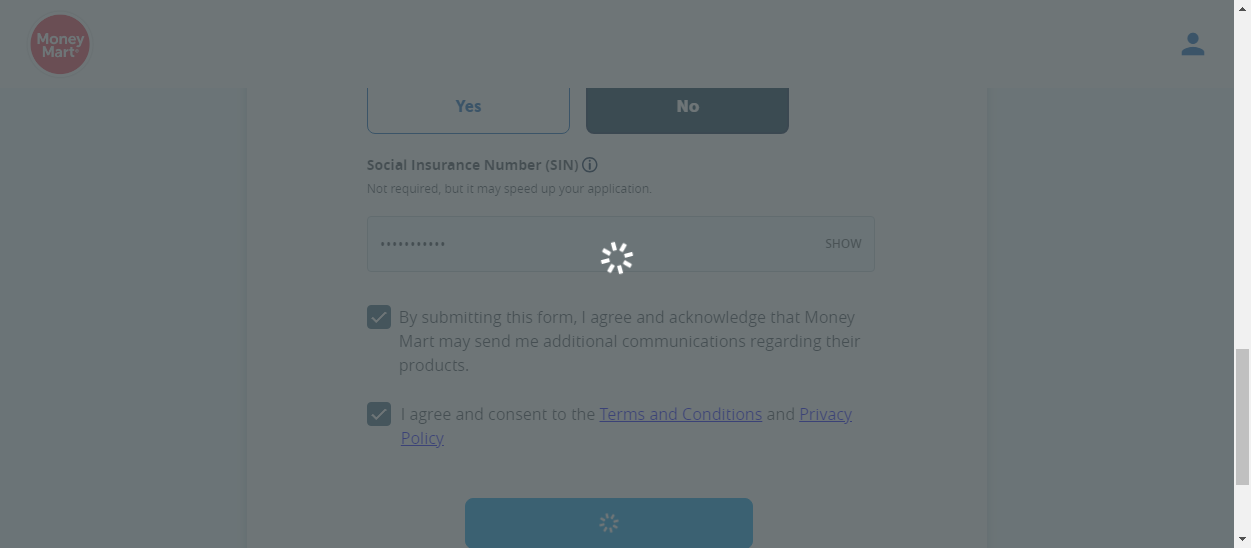 Money
Mart
Yes
No
Social Insurance Number (SIN)
Not required, but it may speed up your application.
•••••••••••
SHOW
By submitting this form, I agree and acknowledge that Money
Mart may send me additional communications regarding their
products.
I agree and consent to the Terms and Conditions and Privacy
Policy